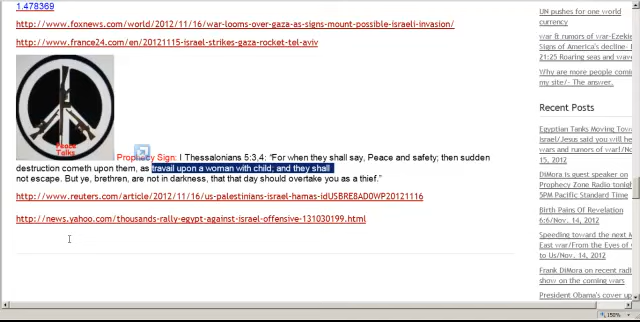 1.478369
http://www.foxnews.com/world/2012/11/16/war-looms-over-gaza-as-signs-mount-possible-israeli-invasion/
http://www.france24.com/en/20121115-israel-strikes-gaza-rocket-tel-aviv
Peace
Talks
Prophecy Sign: I Thessalonians 5:3,4: “For when they shall say, Peace and safety; then sudden
destruction cometh upon them, as travail upon a woman with child; and they shall
not escape. But ye, brethren, are not in darkness, that that day should overtake you as a thief.”
http://www.reuters.com/article/2012/11/16/us-palestinians-israel-hamas-idUSBRE8AD0WP20121116
http://news.yahoo.com/thousands-rally-egypt-against-israel-offensive-131030199.html
UN pushes for one world
currency
war & rumors of war-Ezekie
Signs of America's decline-
21:25 Roaring seas and wave
Why are more people comin
my site/- The answer.
Recent Posts
Egyptian Tanks Moving Towa
Israel/Jesus said you will he
wars and rumors of war!/No
15, 2012
DiMora is guest speaker on
Prophecy Zone Radio tonigh
5PM Pacific Standard Time
Birth Pains Of Revelation
6:6/Nov. 14, 2012
Speeding toward the next M
East war/From the Eyes of
to Us/Nov. 14, 2012
Frank DiMora on recent radi
show on the coming wars
President Obama's cover up
150%